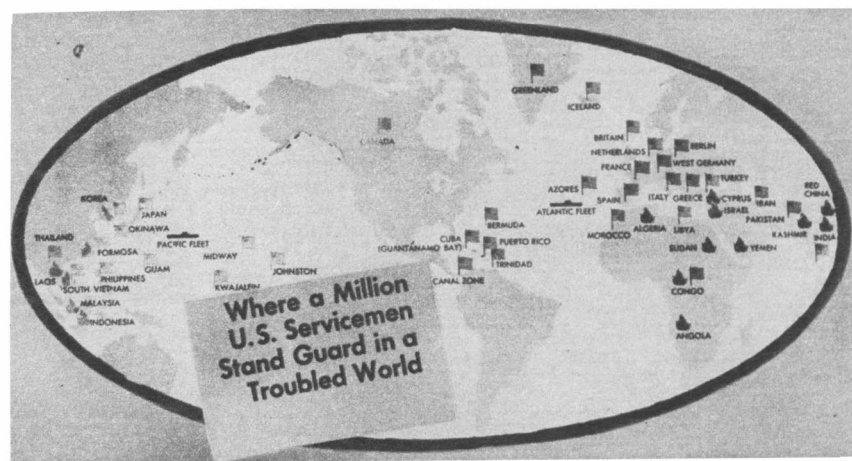 GREENLAND
ICELAND
CANADA
BRITAIN
NETHERLANDS
BERLIN
FRANCE
WEST GERMANY
AZORES
SPAIN
ITALY
GREECE
TURKEY
CYPRUS
ISRAEL
IRAN
RED
CHINA
PAKISTAN
KASHMIR
INDIA
ATLANTIC FLEET
MOROCCO
ALGERIA
LIBYA
SUDAN
YEMEN
CONGO
ANGOLA
KOREA
JAPAN
OKINAWA
PACIFIC FLEET
THAILAND
FORMOSA
MIDWAY
LAOS
PHILIPPINES
GUAM
SOUTH VIETNAM
KWAJALEIN
JOHNSTON
MALAYSIA
INDONESIA
BERMUDA
CUBA
(GUANTANAMO BAY)
PUERTO RICO
TRINIDAD
CANAL ZONE
Where a Million
U.S. Servicemen
Stand Guard in a
Troubled World